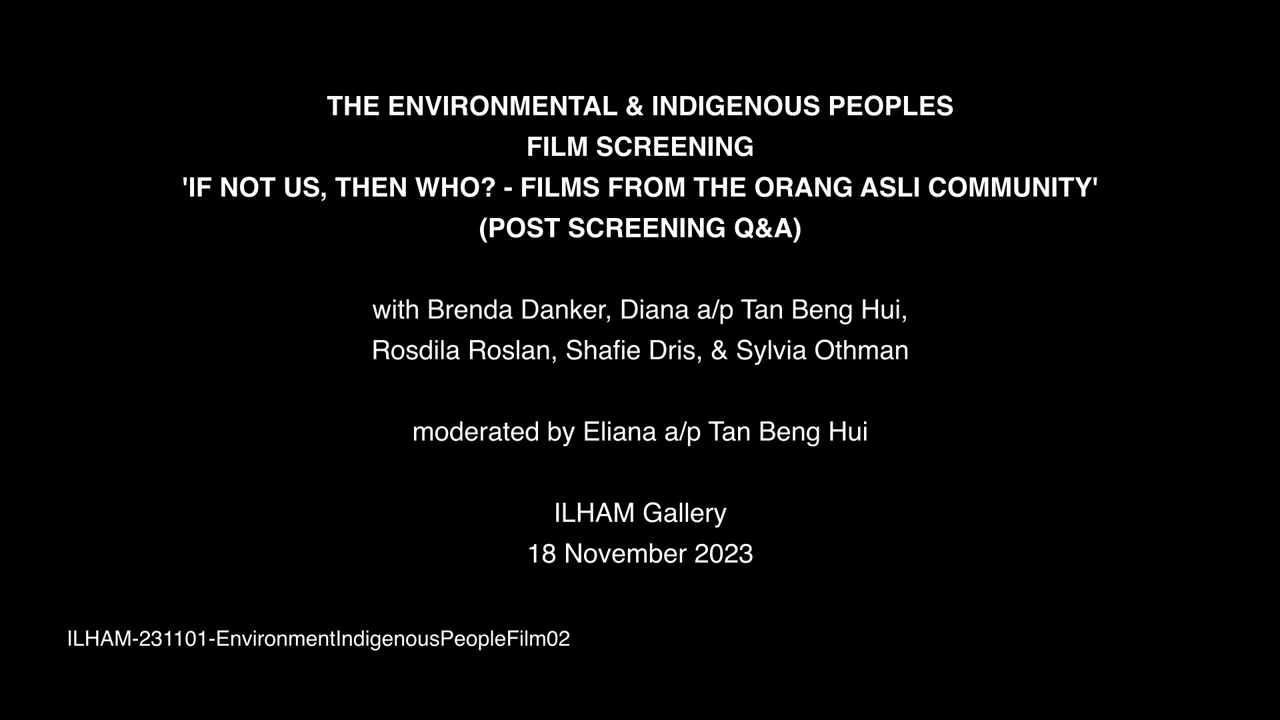 THE ENVIRONMENTAL & INDIGENOUS PEOPLES
FILM SCREENING
'IF NOT US, THEN WHO? - FILMS FROM THE ORANG ASLI COMMUNITY'
(POST SCREENING Q&A)
with Brenda Danker, Diana a/p Tan Beng Hui,
Rosdila Roslan, Shafie Dris, & Sylvia Othman
moderated by Eliana a/p Tan Beng Hui
ILHAM Gallery
18 November 2023
ILHAM-231101-EnvironmentIndigenousPeopleFilm02